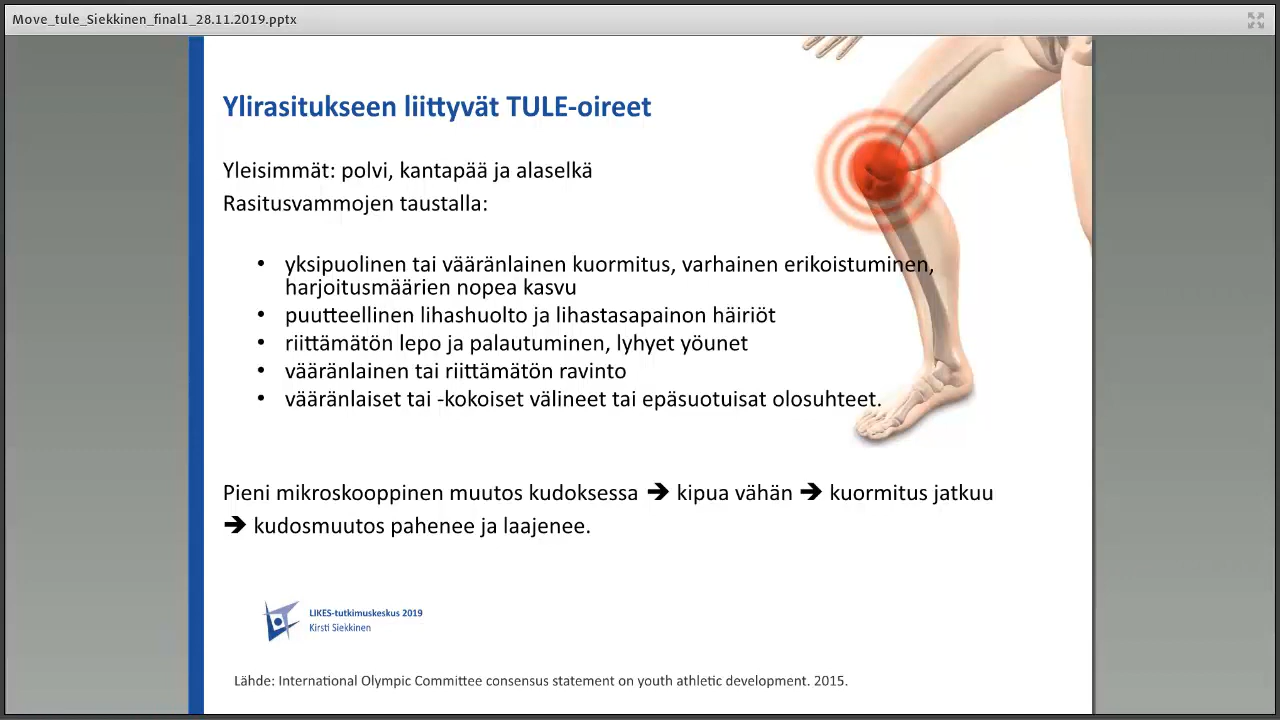 Move_tule_Siekkinen_final1_28.11.2019.pptx
Ylirasitukseen liittyvät TULE-oireet
Yleisimmät: polvi, kantapää ja alaselkä
Rasitusvammojen taustalla:
• yksipuolinen tai vääränlainen kuormitus, varhainen erikoistuminen,
harjoitusmäärien nopea kasvu
• puutteellinen lihashuolto ja lihastasapainon häiriöt
• riittämätön lepo ja palautuminen, lyhyet yöunet
• vääränlainen tai riittämätön ravinto
• vääränlaiset tai -kokoiset välineet tai epäsuotuisat olosuhteet.
Pieni mikroskooppinen muutos kudoksessa ➔ kipua vähän ➔ kuormitus jatkuu
➔ kudosmuutos pahenee ja laajenee.
LIKES-tutkimuskeskus 2019
Kirsti Siekkinen
Lähde: International Olympic Committee consensus statement on youth athletic development. 2015.